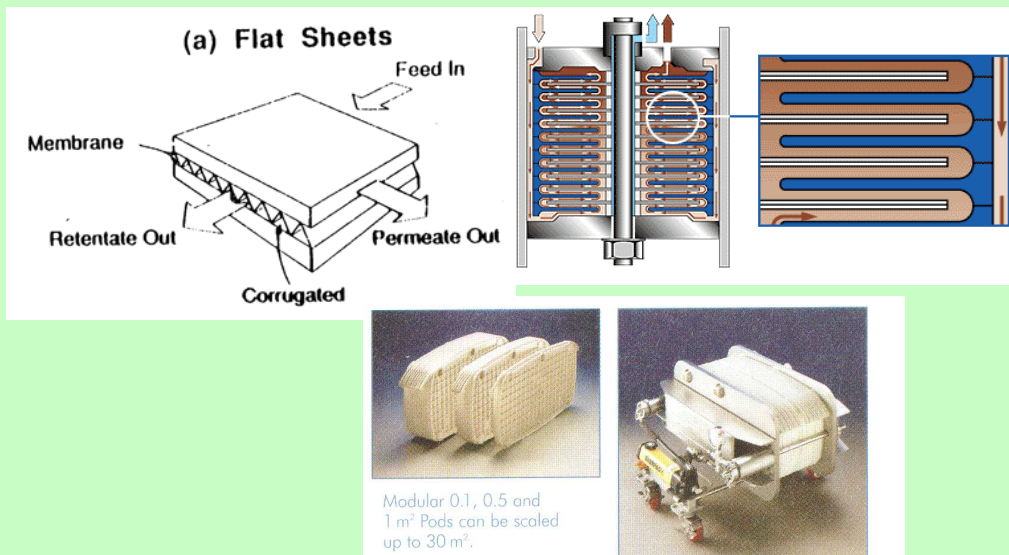 (a) Flat Sheets
Feed In
Membrane
Retentate Out
Permeate Out
Corrugated
Modular 0.1, 0.5 and
1 m² Pods can be scaled
up to 30 m².